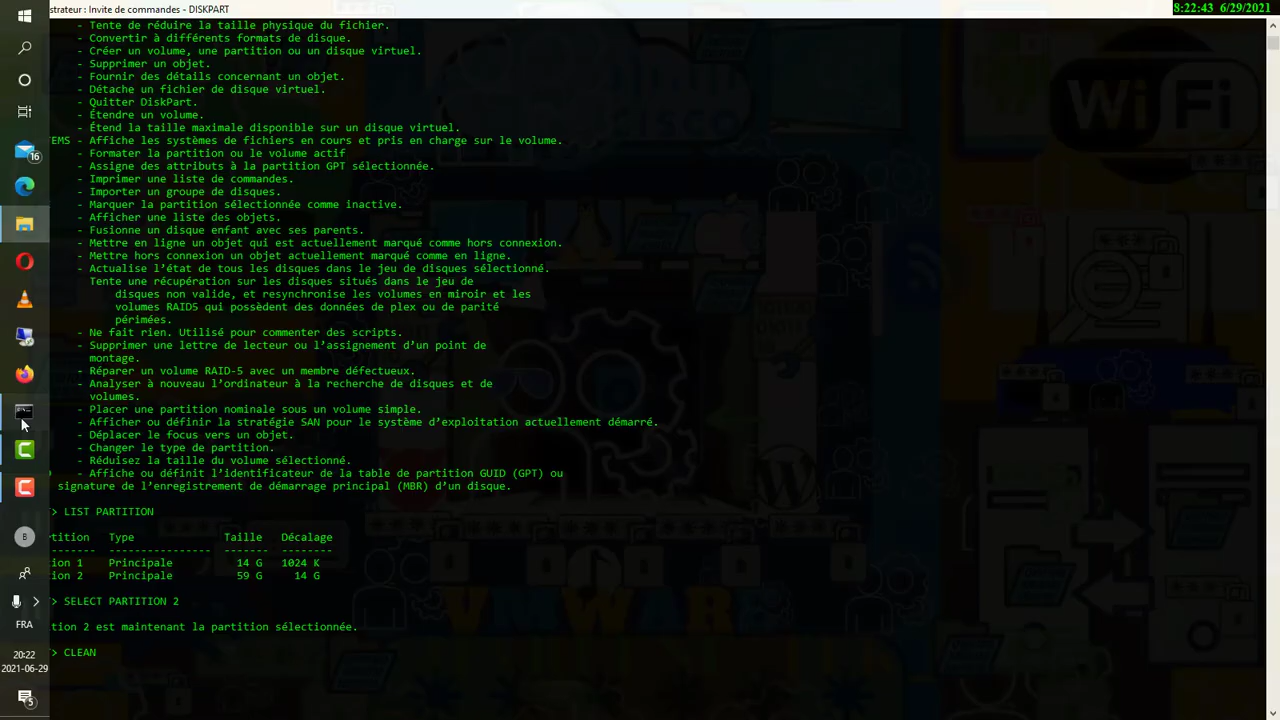 strateur : Invite de commandes - DISKPART
8:22:43 6/29/2021
- Tente de réduire la taille physique du fichier.
- Convertir à différents formats de disque.
- Créer un volume, une partition ou un disque virtuel.
- Supprimer un objet.
- Fournir des détails concernant un objet.
- Détache un fichier de disque virtuel.
- Quitter DiskPart.
- Étendre un volume.
- Étend la taille maximale disponible sur un disque virtuel.
TEMS - Affiche les systèmes de fichiers en cours et pris en charge sur le volume.
- Formater la partition ou le volume actif
- Assigne des attributs à la partition GPT sélectionnée.
- Imprimer une liste de commandes.
- Importer un groupe de disques.
- Marquer la partition sélectionnée comme inactive.
- Afficher une liste des objets.
- Fusionne un disque enfant avec ses parents.
- Mettre en ligne un objet qui est actuellement marqué comme hors connexion.
- Mettre hors connexion un objet actuellement marqué comme en ligne.
- Actualise l’état de tous les disques dans le jeu de disques sélectionné.
Tente une récupération sur les disques situés dans le jeu de
disques non valide, et resynchronise les volumes en miroir et les
volumes RAID5 qui possèdent des données de plex ou de parité
périmées.
- Ne fait rien. Utilisé pour commenter des scripts.
- Supprimer une lettre de lecteur ou l’assignement d’un point de
montage.
- Réparer un volume RAID-5 avec un membre défectueux.
- Analyser à nouveau l’ordinateur à la recherche de disques et de
volumes.
- Placer une partition nominale sous un volume simple.
- Afficher ou définir la stratégie SAN pour le système d’exploitation actuellement démarré.
- Déplacer le focus vers un objet.
- Changer le type de partition.
- Réduisez la taille du volume sélectionné.
- Affiche ou définit l’identificateur de la table de partition GUID (GPT) ou
signature de l’enregistrement de démarrage principal (MBR) d’un disque.
> LIST PARTITION
tition Type Taille Décalage
------- ---------------- ------- --------
ion 1 Principale 14 G 1024 K
ion 2 Principale 59 G 14 G
> SELECT PARTITION 2
tion 2 est maintenant la partition sélectionnée.
> CLEAN
16
B
FRA
20:22
2021-06-29
5
WiFi
VMWARE